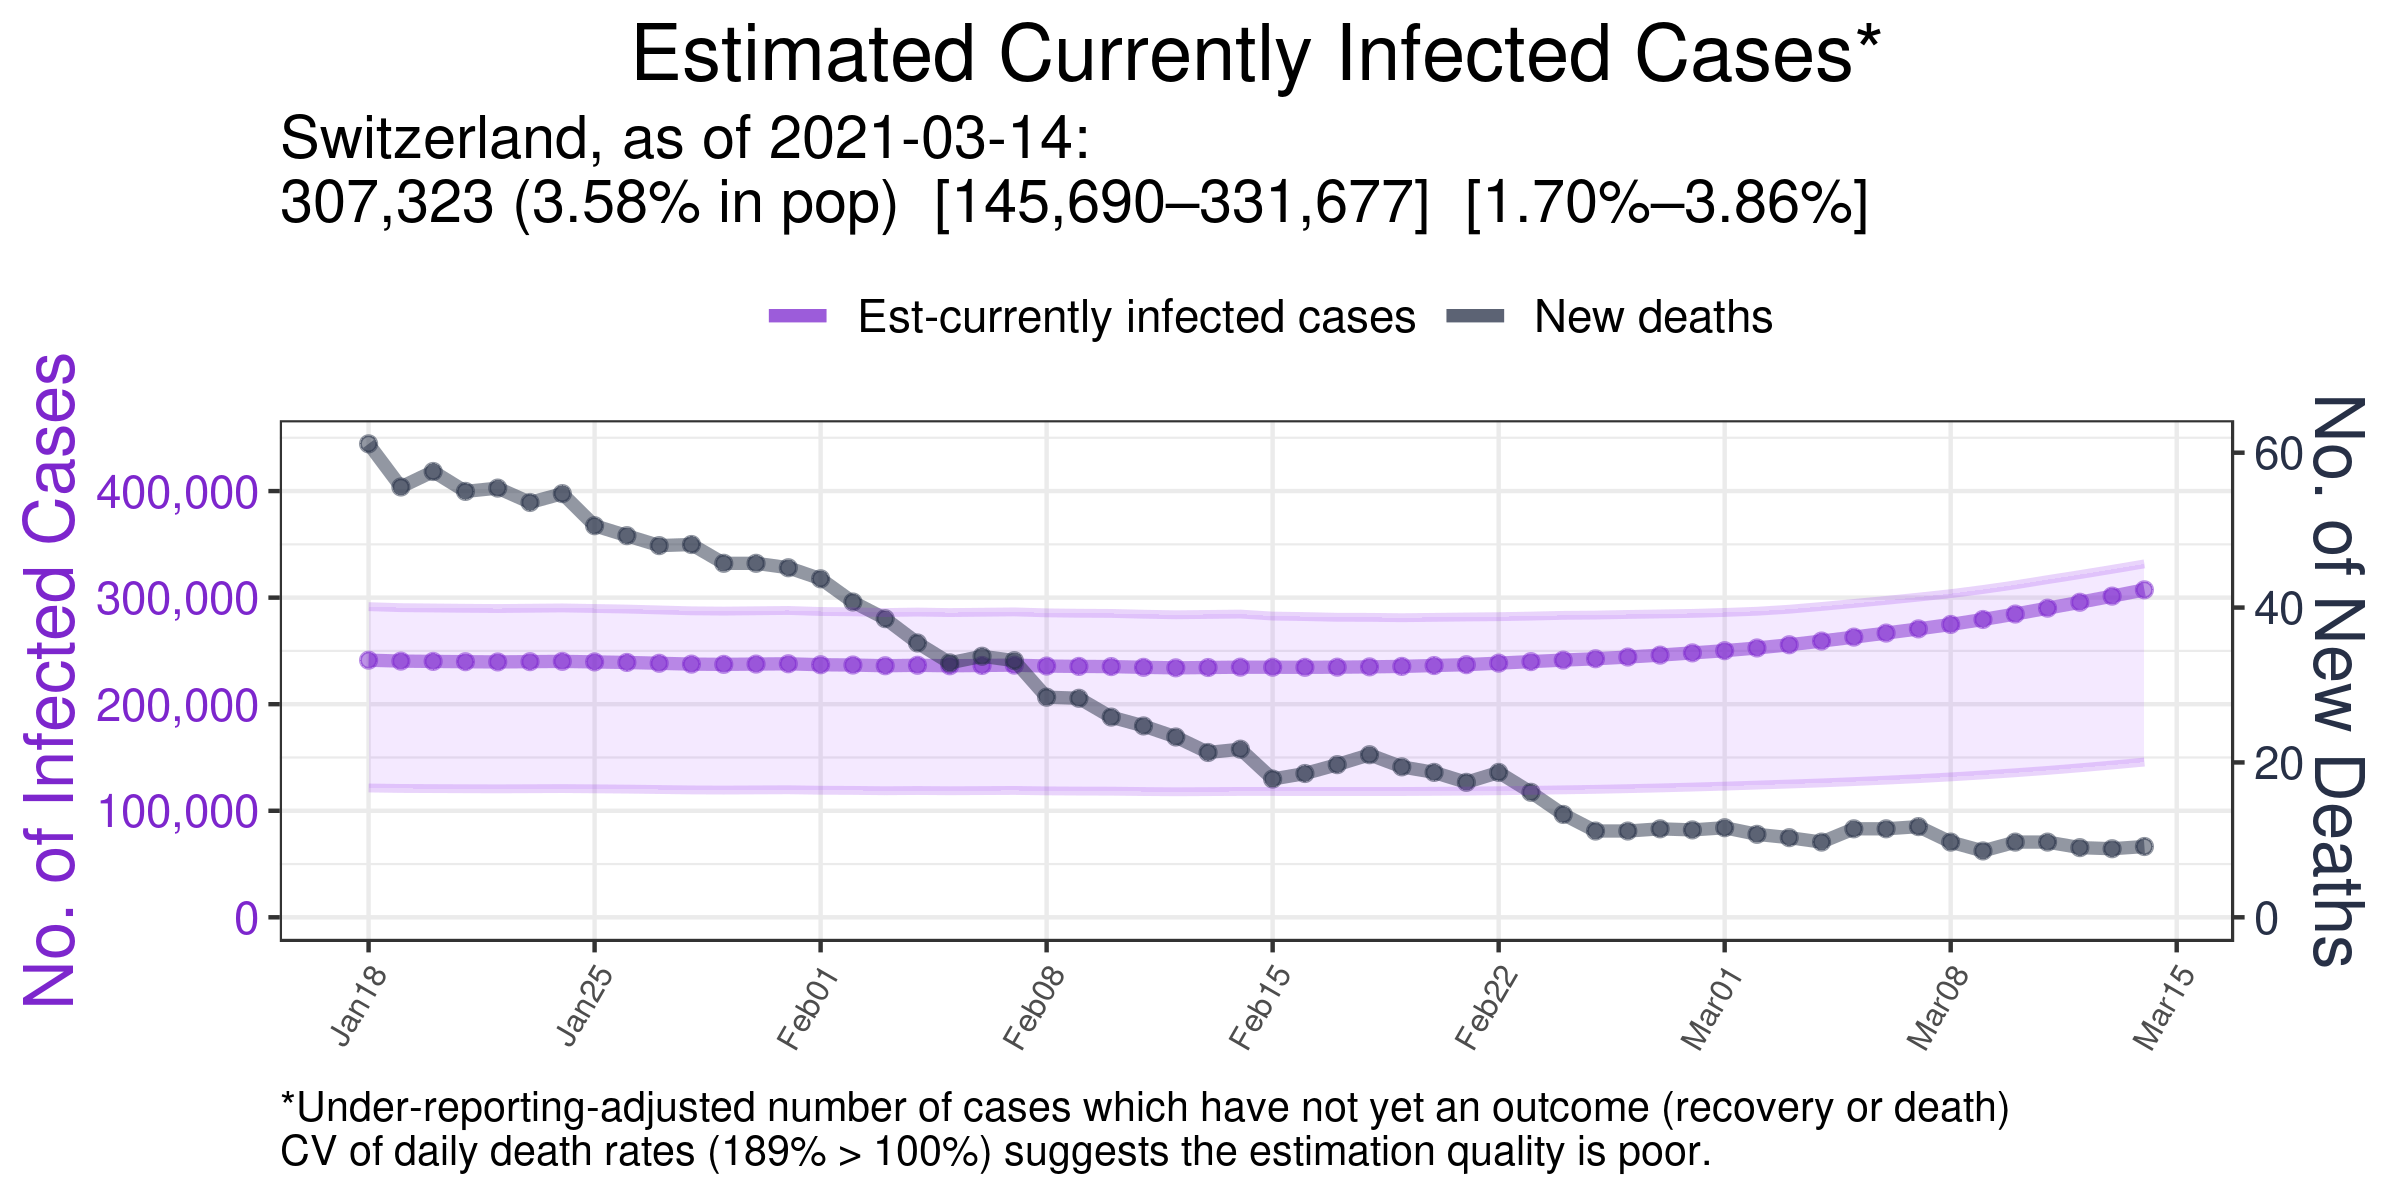 Estimated Currently Infected Cases*
Switzerland, as of 2021-03-14:
307,323 (3.58% in pop)  [145,690–331,677]  [1.70%–3.86%]
Est-currently infected cases
New deaths
No. of Infected Cases
400,000
300,000
200,000
100,000
0
60
40
20
0
No. of New Deaths
Jan18
Jan25
Feb01
Feb08
Feb15
Feb22
Mar01
Mar08
Mar15
*Under-reporting-adjusted number of cases which have not yet an outcome (recovery or death)
CV of daily death rates (189% > 100%) suggests the estimation quality is poor.